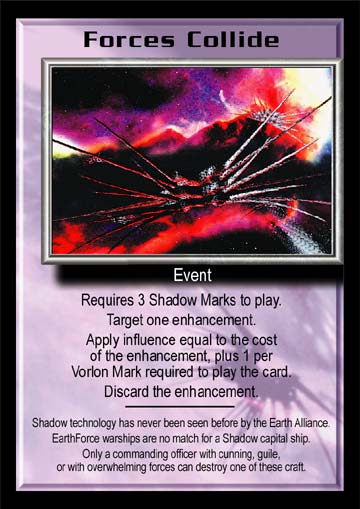 Forces Collide
Event
Requires 3 Shadow Marks to play.
Target one enhancement.
Apply influence equal to the cost
of the enhancement, plus 1 per
Vorlon Mark required to play the card.
Discard the enhancement.
Shadow technology has never been seen before by the Earth Alliance.
EarthForce warships are no match for a Shadow capital ship.
Only a commanding officer with cunning, guile,
or with overwhelming forces can destroy one of these craft.